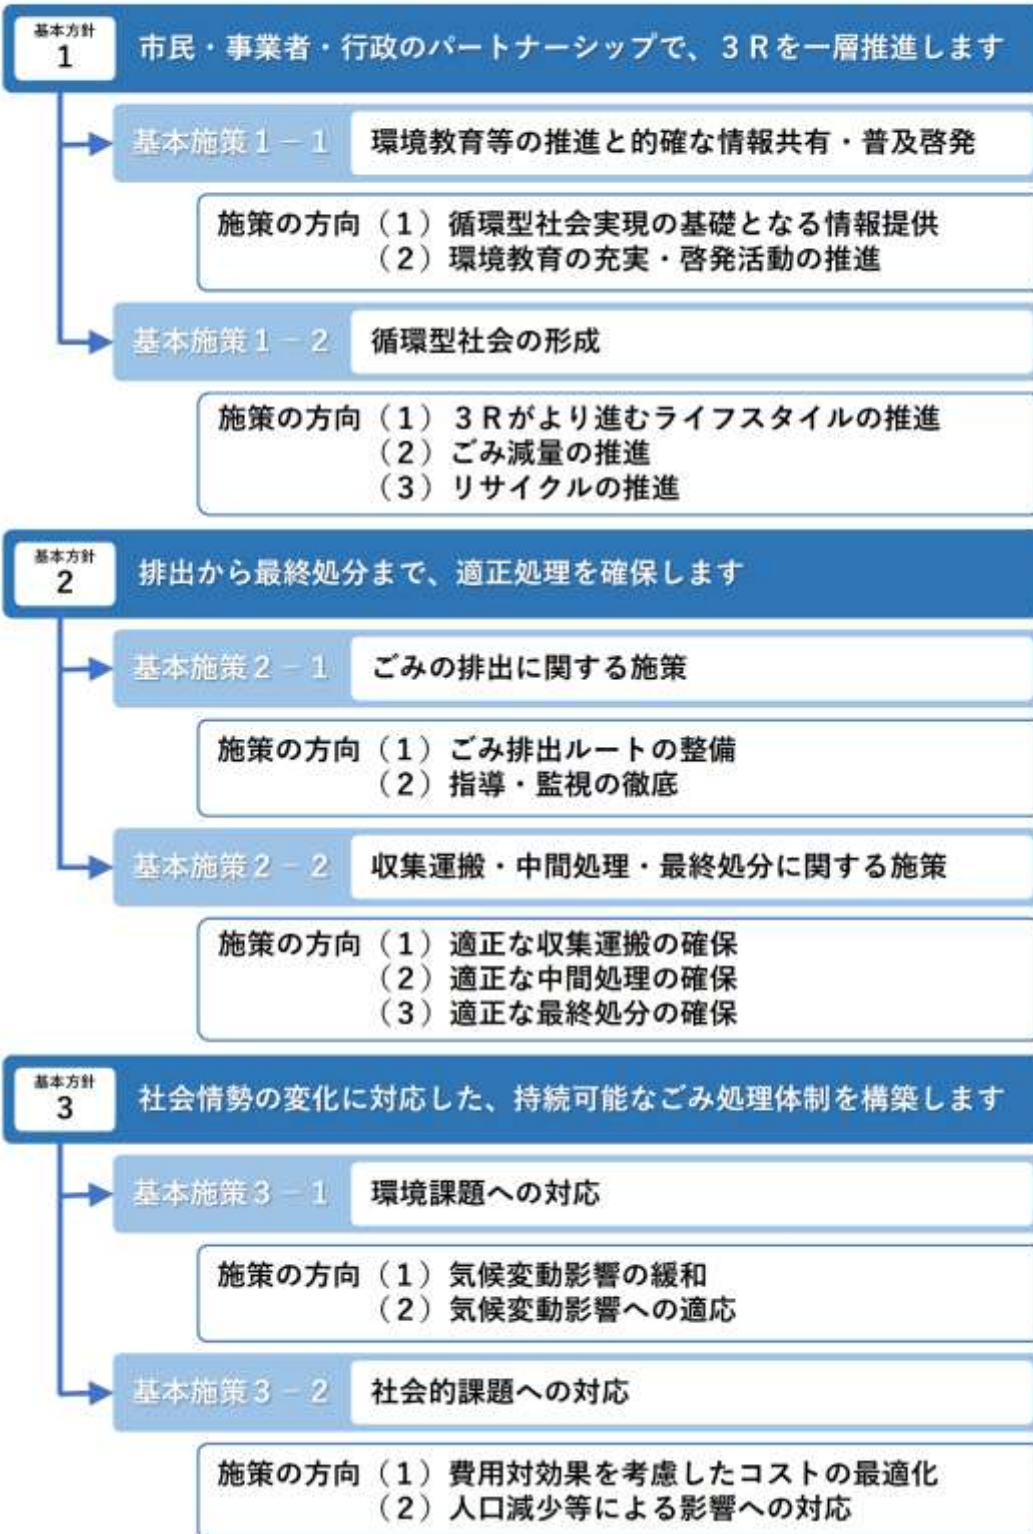 基本方針
1
市民・事業者・行政のパートナーシップで、３Ｒを一層推進します
基本施策１－１　環境教育等の推進と的確な情報共有・普及啓発
施策の方向（１）循環型社会実現の基礎となる情報提供
（２）環境教育の充実・啓発活動の推進
基本施策１－２　循環型社会の形成
施策の方向（１）３Ｒがより進むライフスタイルの推進
（２）ごみ減量の推進
（３）リサイクルの推進
基本方針
2
排出から最終処分まで、適正処理を確保します
基本施策２－１　ごみの排出に関する施策
施策の方向（１）ごみ排出ルートの整備
（２）指導・監視の徹底
基本施策２－２　収集運搬・中間処理・最終処分に関する施策
施策の方向（１）適正な収集運搬の確保
（２）適正な中間処理の確保
（３）適正な最終処分の確保
基本方針
3
社会情勢の変化に対応した、持続可能なごみ処理体制を構築します
基本施策３－１　環境課題への対応
施策の方向（１）気候変動影響の緩和
（２）気候変動影響への適応
基本施策３－２　社会的課題への対応
施策の方向（１）費用対効果を考慮したコストの最適化
（２）人口減少等による影響への対応